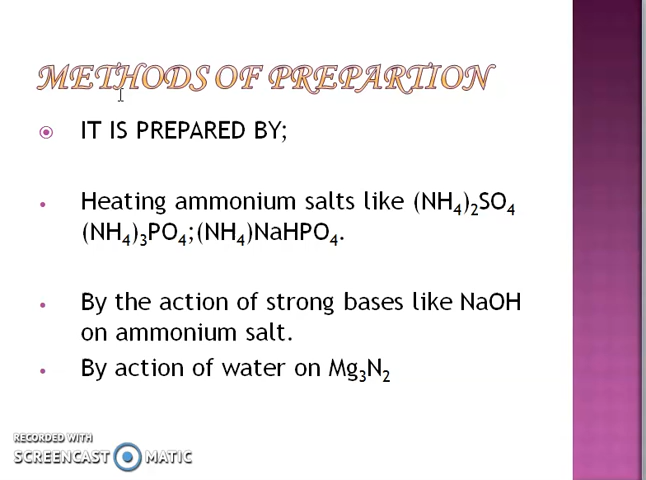 METHODS OF PREPARTION
IT IS PREPARED BY;
Heating ammonium salts like (NH₄)₂SO₄
(NH₄)₃PO₄;(NH₄)NaHPO₄.
By the action of strong bases like NaOH
on ammonium salt.
By action of water on Mg₃N₂
RECORDED WITH
SCREENCAST MATIC